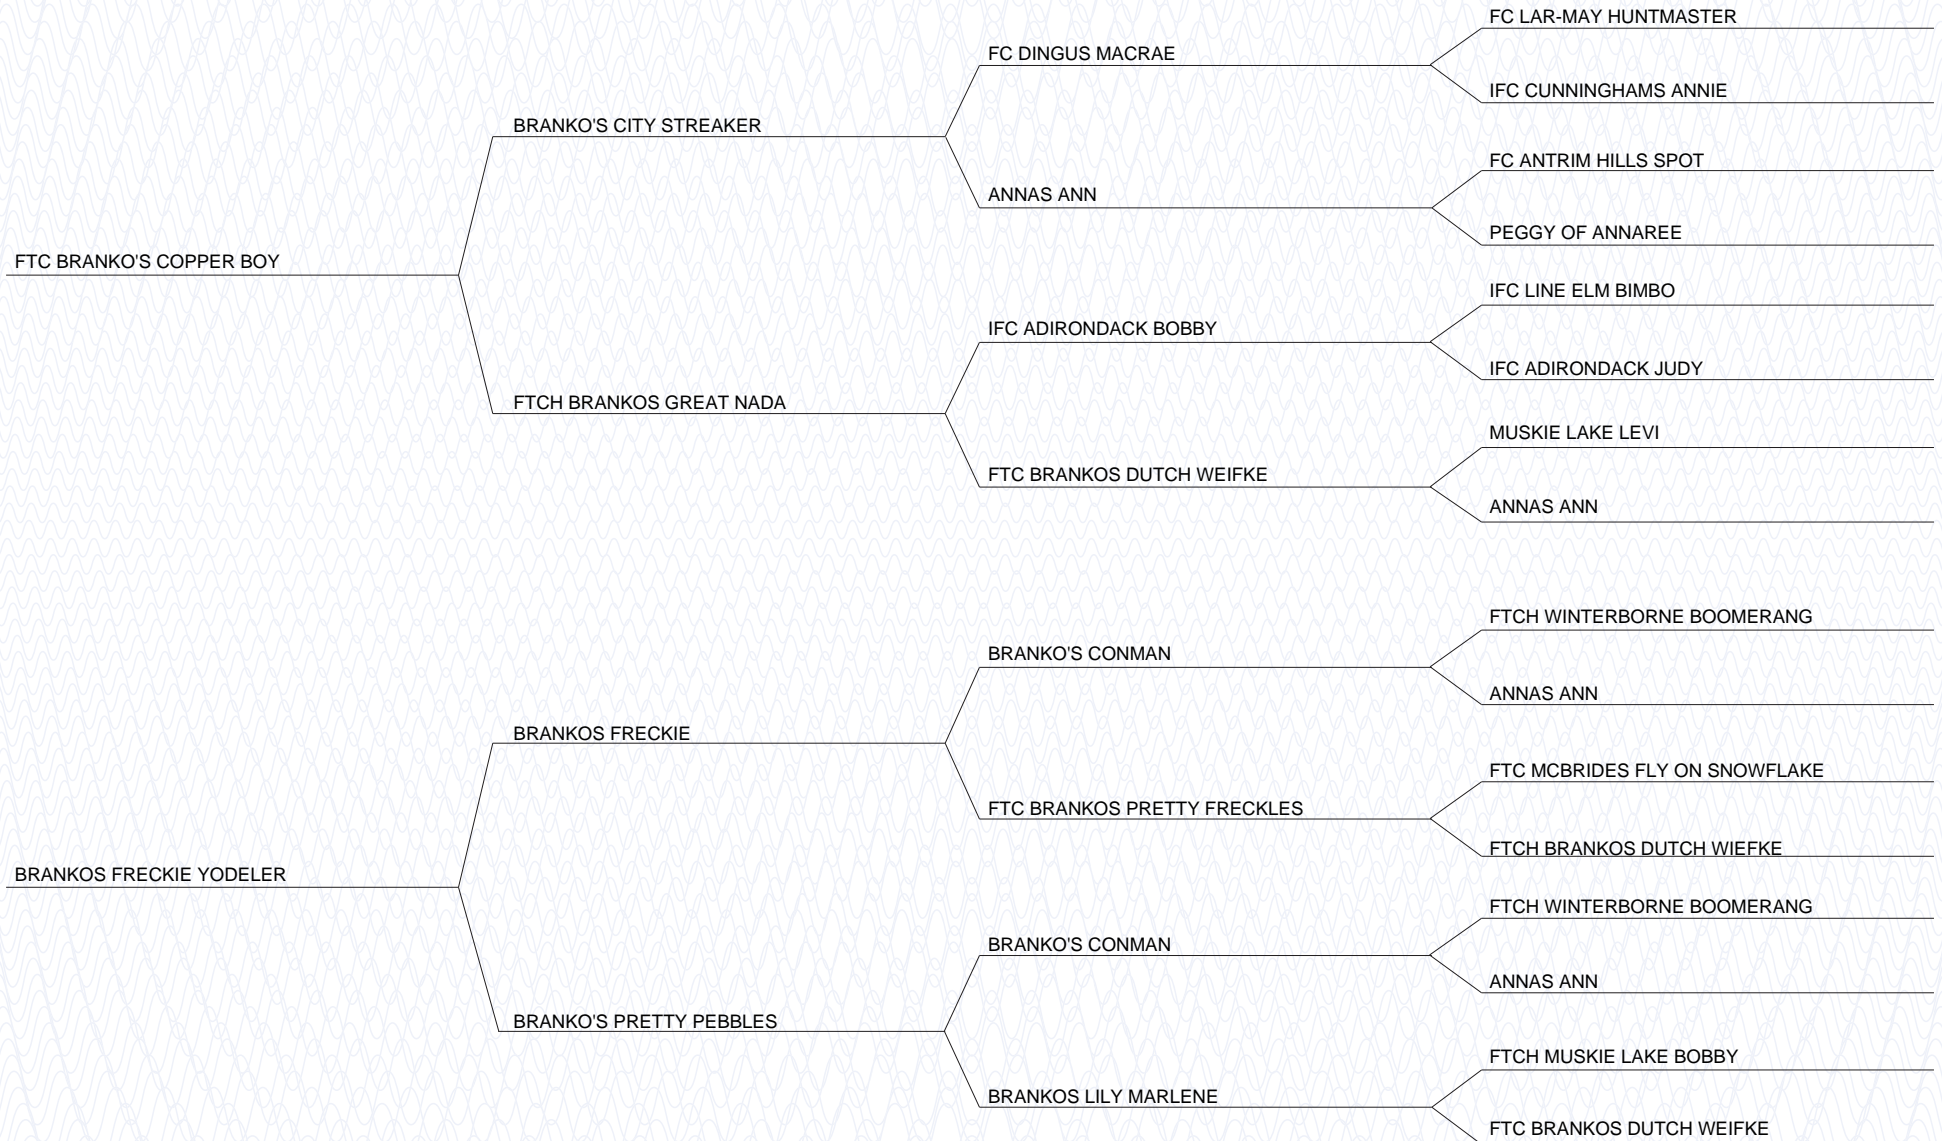 FC LAR-MAY HUNTMASTER
FC DINGUS MACRAE
IFC CUNNINGHAMS ANNIE
BRANKO'S CITY STREAKER
FC ANTRIM HILLS SPOT
ANNAS ANN
PEGGY OF ANNAREE
FTC BRANKO'S COPPER BOY
IFC LINE ELM BIMBO
IFC ADIRONDACK BOBBY
IFC ADIRONDACK JUDY
FTCH BRANKOS GREAT NADA
MUSKIE LAKE LEVI
FTC BRANKOS DUTCH WEIFKE
ANNAS ANN
FTCH WINTERBORNE BOOMERANG
BRANKO'S CONMAN
ANNAS ANN
BRANKOS FRECKIE
FTC MCBRIDES FLY ON SNOWFLAKE
FTC BRANKOS PRETTY FRECKLES
FTCH BRANKOS DUTCH WIEFKE
BRANKOS FRECKIE YODELER
FTCH WINTERBORNE BOOMERANG
BRANKO'S CONMAN
ANNAS ANN
BRANKO'S PRETTY PEBBLES
FTCH MUSKIE LAKE BOBBY
BRANKOS LILY MARLENE
FTC BRANKOS DUTCH WEIFKE